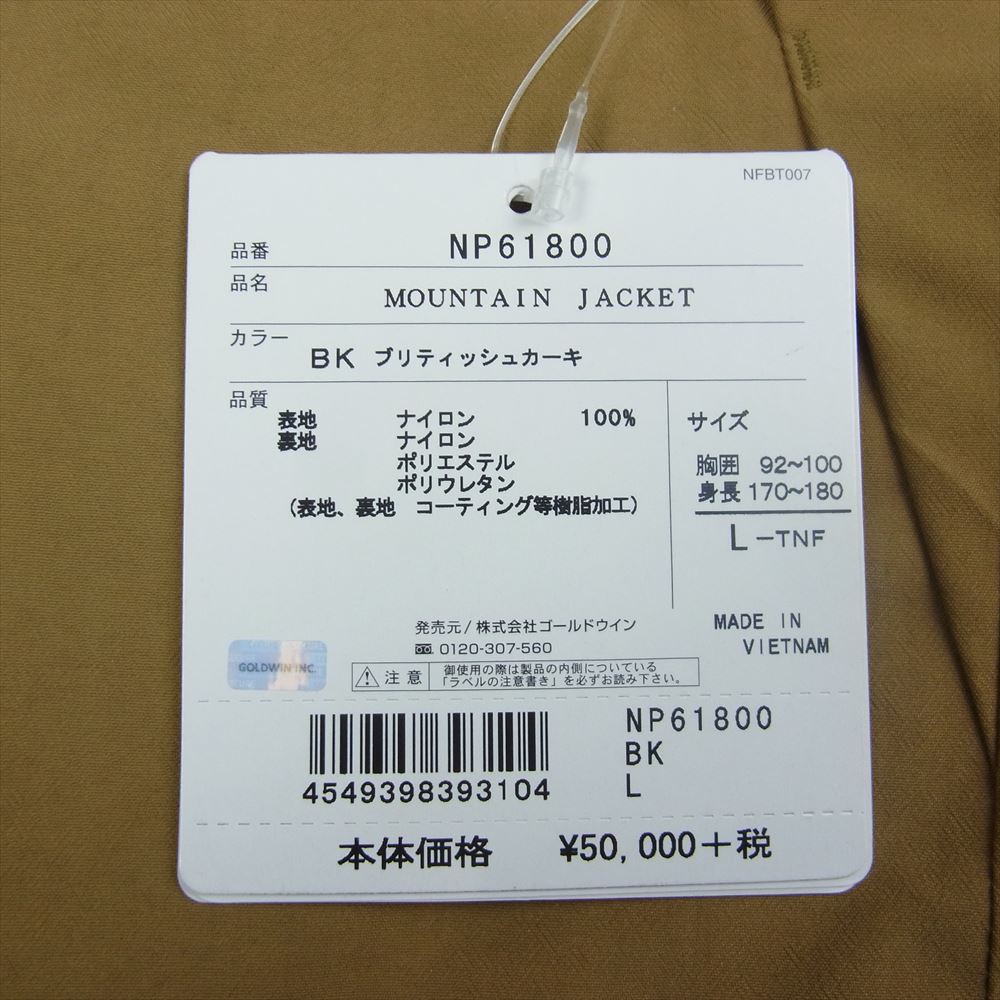 NFBT007
品番 NP61800
品名 MOUNTAIN JACKET
カラー BK ブリティッシュカーキ
品質
表地 ナイロン 100%
裏地 ナイロン
ポリエステル
ポリウレタン
(表地、裏地 コーティング等樹脂加工)
サイズ
胸囲 92~100
身長 170~180
L-TNF
発売元/株式会社ゴールドウイン
0120-307-560
MADE IN
VIETNAM
GOLDWIN INC.
注意
御使用の際は製品の内側についている
「ラベルの注意書き」を必ずお読み下さい。
4549398393104
NP61800
BK
L
本体価格 ¥50,000+税